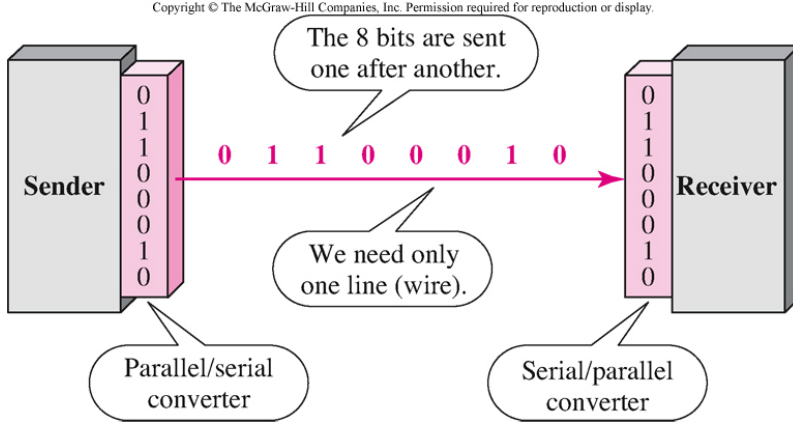 Copyright © The McGraw-Hill Companies, Inc. Permission required for reproduction or display.
The 8 bits are sent
one after another.
0 1 1 0 0 0 1 0
Sender
0
1
1
0
0
0
1
0
0
1
1
0
0
0
1
0
Receiver
We need only
one line (wire).
Parallel/serial
converter
Serial/parallel
converter